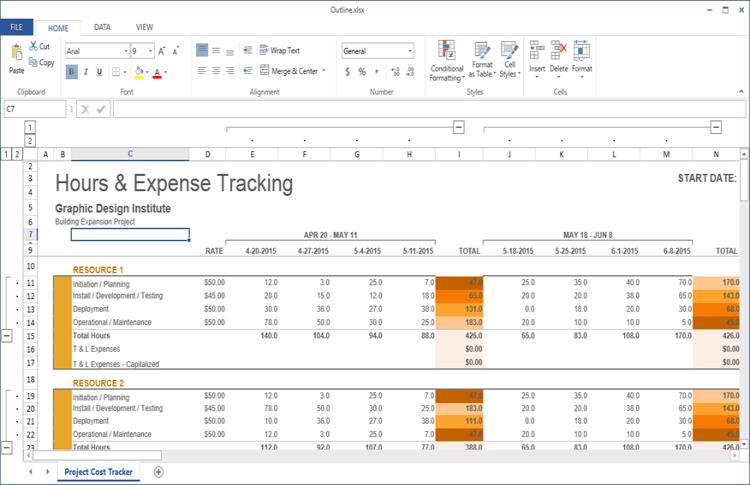 Outline.xlsx
FILE HOME DATA VIEW
Paste Cut Copy
Clipboard
Arial 9 A A
B I U A
Font
Wrap Text
Merge & Center
Alignment
General
$ % , .00 .00
Number
Conditional Formatting Format as Table Cell Styles
Styles
Insert Delete Format
Cells
C7
1
2
1 2 A B C D E F G H I J K L M N
2
3 Hours & Expense Tracking START DATE:
4
5 Graphic Design Institute
6 Building Expansion Project
7 APR 20 - MAY 11 MAY 18 - JUN 8
9 RATE 4-20-2015 4-27-2015 5-4-2015 5-11-2015 TOTAL 5-18-2015 5-25-2015 6-1-2015 6-8-2015 TOTAL
10 RESOURCE 1
11 Initiation / Planning $50.00 12.0 3.0 25.0 7.0 47.0 25.0 35.0 40.0 70.0 170.0
12 Install / Development / Testing $45.00 20.0 15.0 12.0 18.0 65.0 20.0 20.0 38.0 65.0 143.0
13 Deployment $50.00 30.0 36.0 27.0 38.0 131.0 0.0 18.0 20.0 30.0 68.0
14 Operational / Maintenance $50.00 78.0 50.0 30.0 25.0 183.0 20.0 10.0 10.0 5.0 45.0
15 Total Hours 140.0 104.0 94.0 88.0 426.0 65.0 83.0 108.0 170.0 426.0
16 T & L Expenses $0.00 $0.00
17 T & L Expenses - Capitalized $0.00 $0.00
18 RESOURCE 2
19 Initiation / Planning $50.00 12.0 3.0 25.0 7.0 47.0 25.0 35.0 40.0 70.0 170.0
20 Install / Development / Testing $45.00 78.0 50.0 30.0 25.0 183.0 20.0 20.0 38.0 65.0 143.0
21 Deployment $50.00 10.0 36.0 27.0 38.0 111.0 0.0 18.0 20.0 30.0 68.0
22 Operational / Maintenance $50.00 12.0 3.0 25.0 7.0 47.0 20.0 10.0 10.0 5.0 45.0
23 Total Hours 112.0 92.0 107.0 77.0 388.0 65.0 83.0 108.0 170.0 426.0
Project Cost Tracker